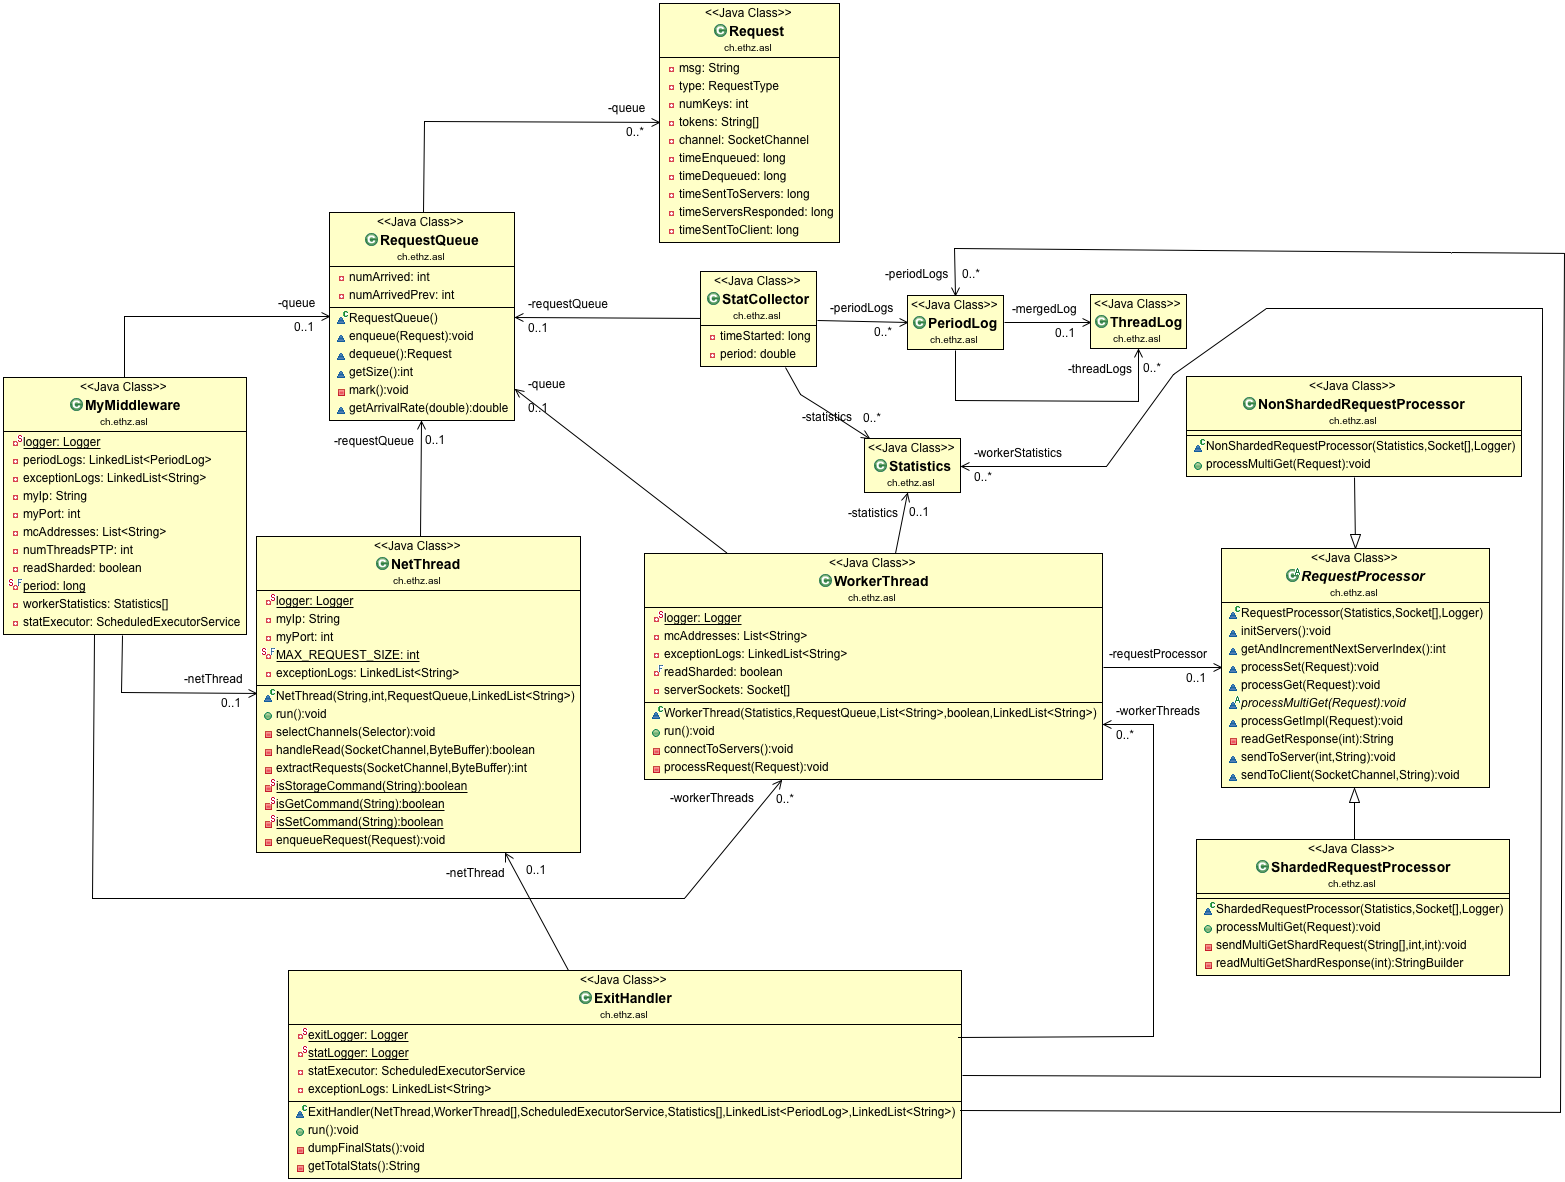 <<Java Class>>
Request
ch.ethz.asl
msg: String
type: RequestType
numKeys: int
tokens: String[]
channel: SocketChannel
timeEnqueued: long
timeDequeued: long
timeSentToServers: long
timeServersResponded: long
timeSentToClient: long
-queue
0..*
<<Java Class>>
RequestQueue
ch.ethz.asl
numArrived: int
numArrivedPrev: int
RequestQueue()
enqueue(Request):void
dequeue():Request
getSize():int
mark():void
getArrivalRate(double):double
-queue
0..1
-requestQueue
0..1
<<Java Class>>
StatCollector
ch.ethz.asl
timeStarted: long
period: double
-periodLogs
0..*
-periodLogs
0..*
<<Java Class>>
PeriodLog
ch.ethz.asl
-mergedLog
0..1
<<Java Class>>
ThreadLog
ch.ethz.asl
-threadLogs
0..*
-queue
0..1
-statistics
0..*
<<Java Class>>
Statistics
ch.ethz.asl
-workerStatistics
0..*
-statistics
0..1
<<Java Class>>
MyMiddleware
ch.ethz.asl
logger: Logger
periodLogs: LinkedList<PeriodLog>
exceptionLogs: LinkedList<String>
myIp: String
myPort: int
mcAddresses: List<String>
numThreadsPTP: int
readSharded: boolean
period: long
workerStatistics: Statistics[]
statExecutor: ScheduledExecutorService
-requestQueue
0..1
-netThread
0..1
<<Java Class>>
NetThread
ch.ethz.asl
logger: Logger
myIp: String
myPort: int
MAX_REQUEST_SIZE: int
exceptionLogs: LinkedList<String>
NetThread(String,int,RequestQueue,LinkedList<String>)
run():void
selectChannels(Selector):void
handleRead(SocketChannel,ByteBuffer):boolean
extractRequests(SocketChannel,ByteBuffer):int
isStorageCommand(String):boolean
isGetCommand(String):boolean
isSetCommand(String):boolean
enqueueRequest(Request):void
<<Java Class>>
WorkerThread
ch.ethz.asl
logger: Logger
mcAddresses: List<String>
exceptionLogs: LinkedList<String>
readSharded: boolean
serverSockets: Socket[]
WorkerThread(Statistics,RequestQueue,List<String>,boolean,LinkedList<String>)
run():void
connectToServers():void
processRequest(Request):void
-requestProcessor
0..1
-workerThreads
0..*
-workerThreads
0..*
<<Java Class>>
NonShardedRequestProcessor
ch.ethz.asl
NonShardedRequestProcessor(Statistics,Socket[],Logger)
processMultiGet(Request):void
<<Java Class>>
RequestProcessor
ch.ethz.asl
RequestProcessor(Statistics,Socket[],Logger)
initServers():void
getAndIncrementNextServerIndex():int
processSet(Request):void
processGet(Request):void
processMultiGet(Request):void
processGetImpl(Request):void
readGetResponse(int):String
sendToServer(int,String):void
sendToClient(SocketChannel,String):void
<<Java Class>>
ShardedRequestProcessor
ch.ethz.asl
ShardedRequestProcessor(Statistics,Socket[],Logger)
processMultiGet(Request):void
sendMultiGetShardRequest(String[],int,int):void
readMultiGetShardResponse(int):StringBuilder
-netThread
0..1
<<Java Class>>
ExitHandler
ch.ethz.asl
exitLogger: Logger
statLogger: Logger
statExecutor: ScheduledExecutorService
exceptionLogs: LinkedList<String>
ExitHandler(NetThread,WorkerThread[],ScheduledExecutorService,Statistics[],LinkedList<PeriodLog>,LinkedList<String>)
run():void
dumpFinalStats():void
getTotalStats():String